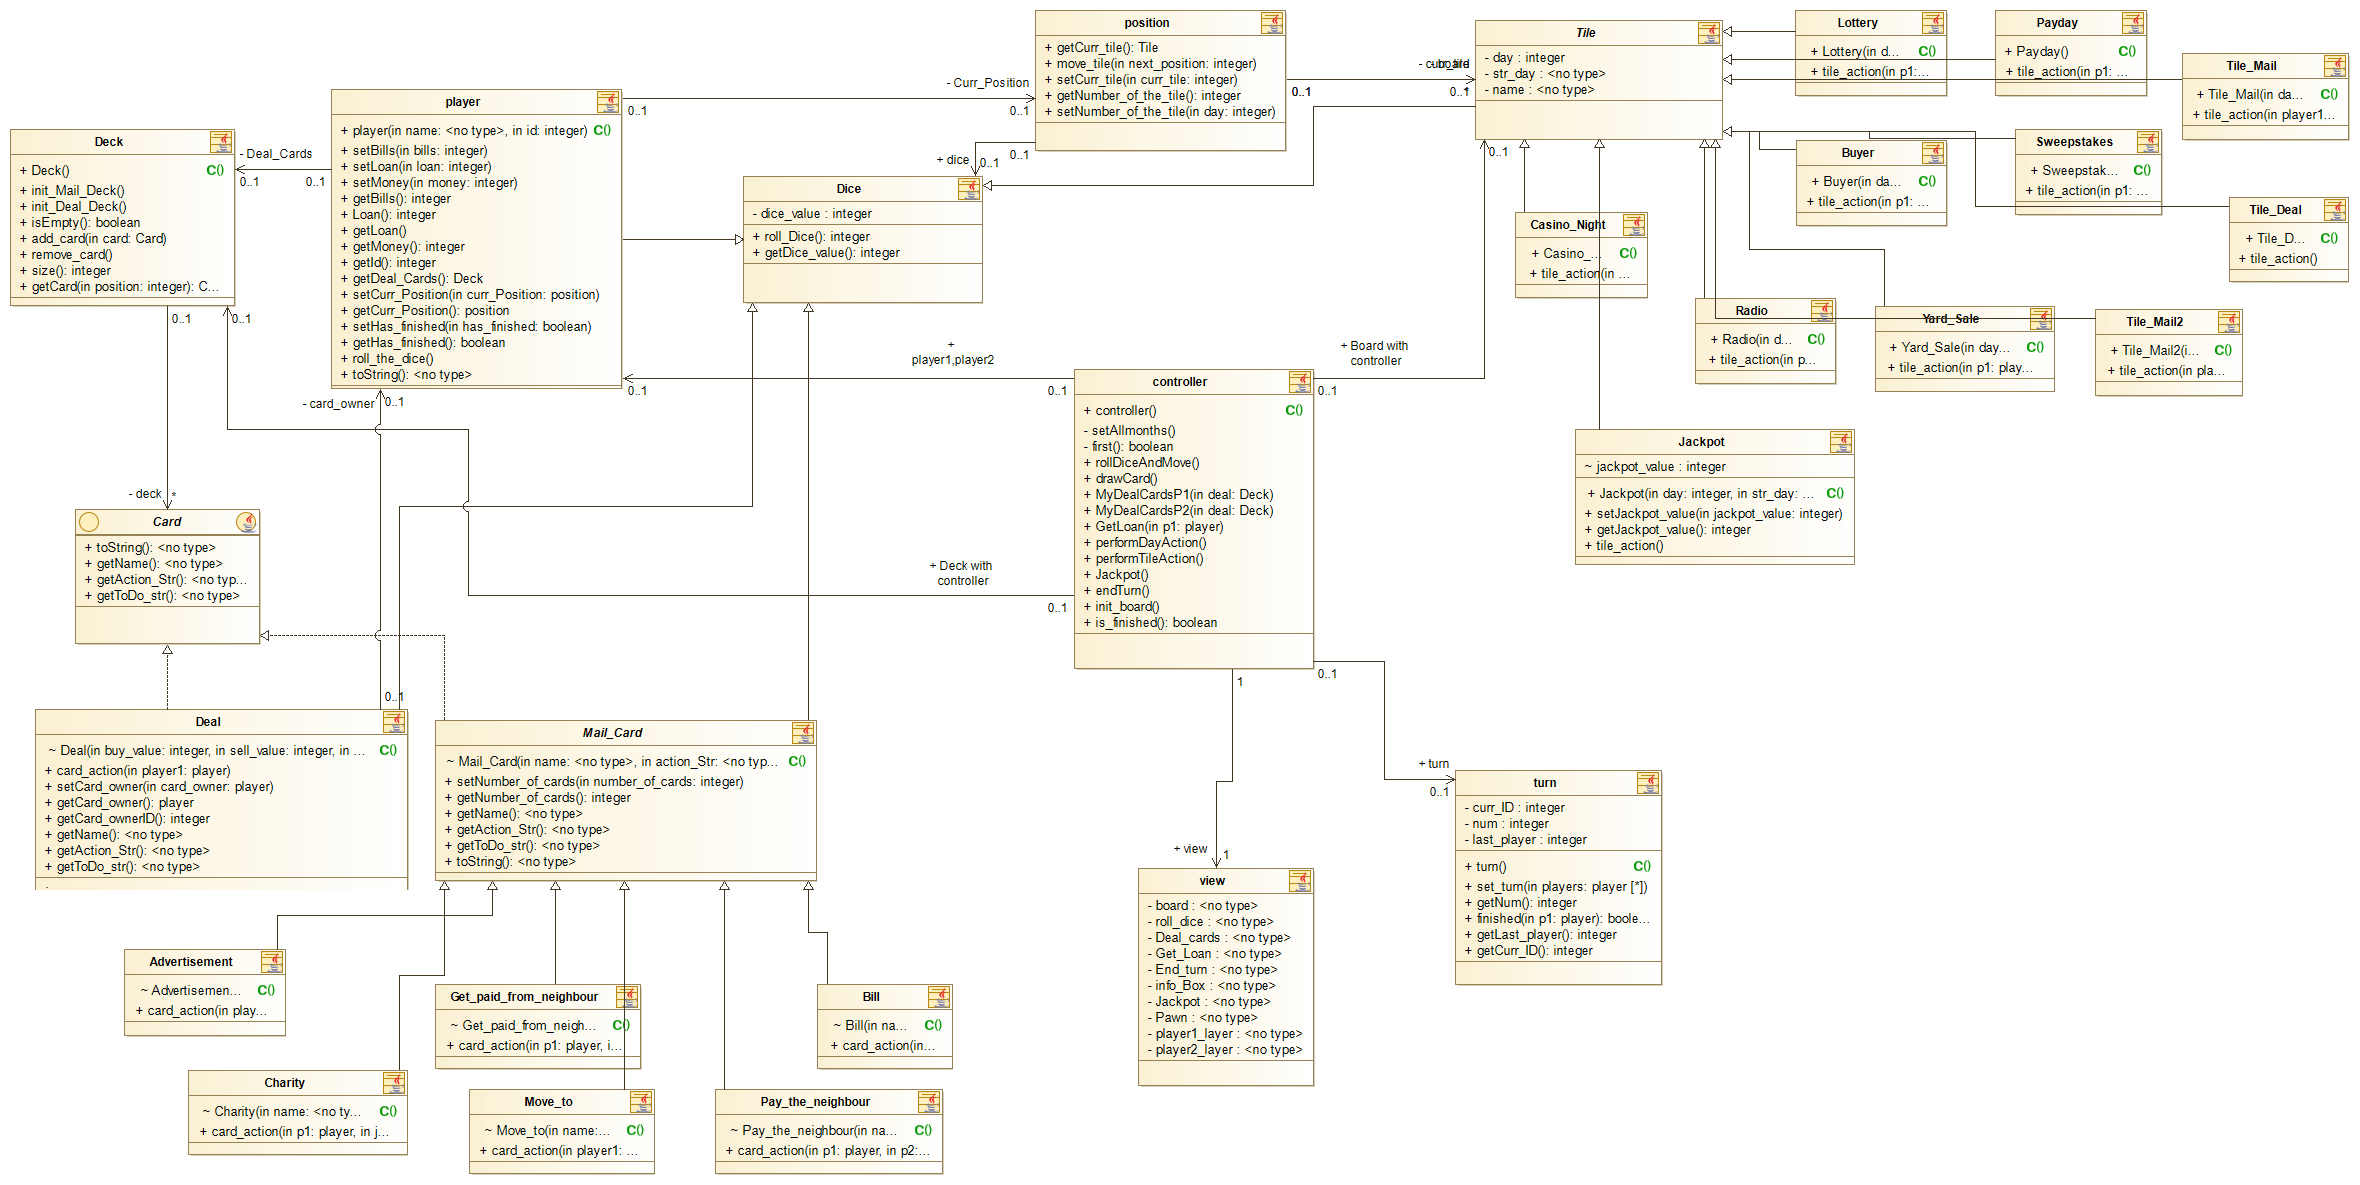 position
+ getCurr_tile(): Tile
+ move_tile(in next_position: integer)
+ setCurr_tile(in curr_tile: integer)
+ getNumber_of_the_tile(): integer
+ setNumber_of_the_tile(in day: integer)
Tile
- day : integer
- str_day : <no type>
- name : <no type>
Lottery
+ Lottery(in d... C()
+ tile_action(in p1:...
Payday
+ Payday() C()
+ tile_action(in p1: ...
Tile_Mail
+ Tile_Mail(in da... C()
+ tile_action(in player1...
player
+ player(in name: <no type>, in id: integer) C()
+ setBills(in bills: integer)
+ setLoan(in loan: integer)
+ setMoney(in money: integer)
+ getBills(): integer
+ Loan(): integer
+ getLoan()
+ getMoney(): integer
+ getId(): integer
+ getDeal_Cards(): Deck
+ setCurr_Position(in curr_Position: position)
+ getCurr_Position(): position
+ setHas_finished(in has_finished: boolean)
+ getHas_finished(): boolean
+ roll_the_dice()
+ toString(): <no type>
Deck
+ Deck() C()
+ init_Mail_Deck()
+ init_Deal_Deck()
+ isEmpty(): boolean
+ add_card(in card: Card)
+ remove_card()
+ size(): integer
+ getCard(in position: integer): C...
- Deal_Cards
0..1
0..1
- Curr_Position
0..1
0..1
0..1
0..1
+ dice
0..1
0..1
Dice
- dice_value : integer
+ roll_Dice(): integer
+ getDice_value(): integer
Buyer
+ Buyer(in da... C()
+ tile_action(in p1: ...
Sweepstakes
+ Sweepstak... C()
+ tile_action(in p1: ...
Tile_Deal
+ Tile_D... C()
+ tile_action()
Casino_Night
+ Casino_... C()
+ tile_action(in ...
Radio
+ Radio(in d... C()
+ tile_action(in p...
Yard_Sale
+ Yard_Sale(in day... C()
+ tile_action(in p1: play...
Tile_Mail2
+ Tile_Mail2(i... C()
+ tile_action(in pla...
0..1
0..1
0..1
+
player1,player2
0..1
0..1
+ Board with
controller
0..1
0..1
- card_owner
0..1
0..1
controller
+ controller() C()
- setAllmonths()
- first(): boolean
+ rollDiceAndMove()
+ drawCard()
+ MyDealCardsP1(in deal: Deck)
+ MyDealCardsP2(in deal: Deck)
+ GetLoan(in p1: player)
+ performDayAction()
+ performTileAction()
+ Jackpot()
+ endTurn()
+ init_board()
+ is_finished(): boolean
Jackpot
~ jackpot_value : integer
+ Jackpot(in day: integer, in str_day: ... C()
+ setJackpot_value(in jackpot_value: integer)
+ getJackpot_value(): integer
+ tile_action()
- deck
*
Card
+ toString(): <no type>
+ getName(): <no type>
+ getAction_Str(): <no typ...
+ getToDo_str(): <no type>
+ Deck with
controller
0..1
Deal
~ Deal(in buy_value: integer, in sell_value: integer, in ... C()
+ card_action(in player1: player)
+ setCard_owner(in card_owner: player)
+ getCard_owner(): player
+ getCard_ownerID(): integer
+ getName(): <no type>
+ getAction_Str(): <no type>
+ getToDo_str(): <no type>
Mail_Card
~ Mail_Card(in name: <no type>, in action_Str: <no typ... C()
+ setNumber_of_cards(in number_of_cards: integer)
+ getNumber_of_cards(): integer
+ getName(): <no type>
+ getAction_Str(): <no type>
+ getToDo_str(): <no type>
+ toString(): <no type>
1
0..1
+ turn
0..1
turn
- curr_ID : integer
- num : integer
- last_player : integer
+ turn() C()
+ set_turn(in players: player [*])
+ getNum(): integer
+ finished(in p1: player): boole...
+ getLast_player(): integer
+ getCurr_ID(): integer
+ view
1
view
- board : <no type>
- roll_dice : <no type>
- Deal_cards : <no type>
- Get_Loan : <no type>
- End_turn : <no type>
- info_Box : <no type>
- Jackpot : <no type>
- Pawn : <no type>
- player1_layer : <no type>
- player2_layer : <no type>
Advertisement
~ Advertisemen... C()
+ card_action(in play...
Get_paid_from_neighbour
~ Get_paid_from_neigh... C()
+ card_action(in p1: player, i...
Bill
~ Bill(in na... C()
+ card_action(in...
Charity
~ Charity(in name: <no ty... C()
+ card_action(in p1: player, in j...
Move_to
~ Move_to(in name:... C()
+ card_action(in player1: ...
Pay_the_neighbour
~ Pay_the_neighbour(in na... C()
+ card_action(in p1: player, in p2:...